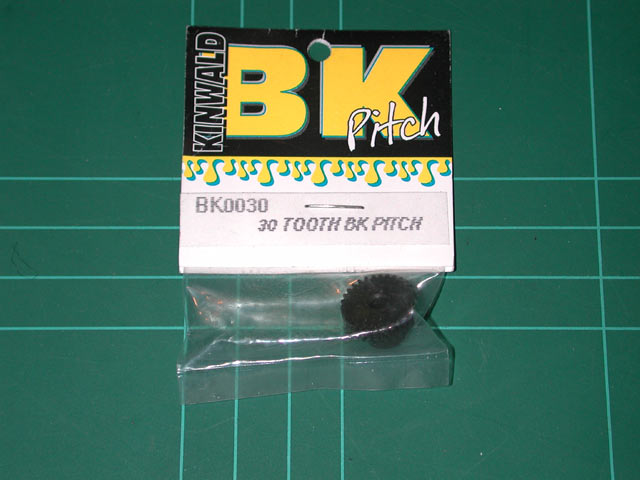 KINWALD
BK
Pitch
BK0030
30 TOOTH BK PITCH